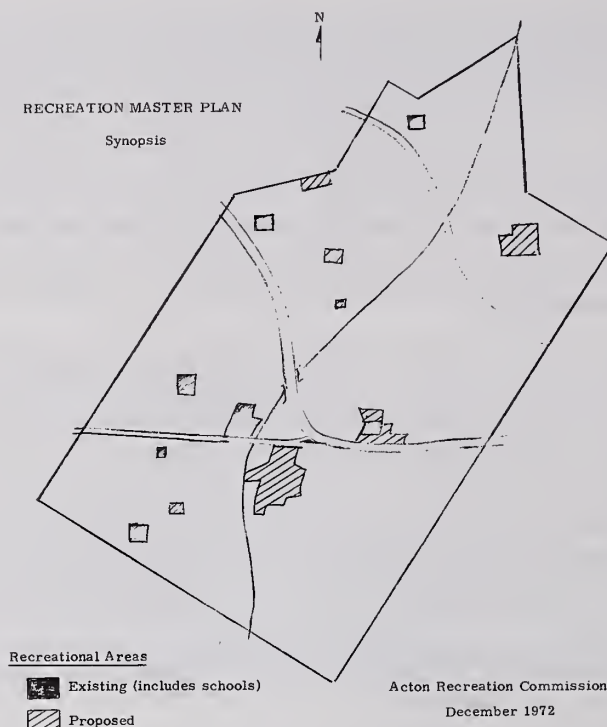 N
RECREATION MASTER PLAN
Synopsis
Recreational Areas
Existing (includes schools)
Proposed
Acton Recreation Commission
December 1972